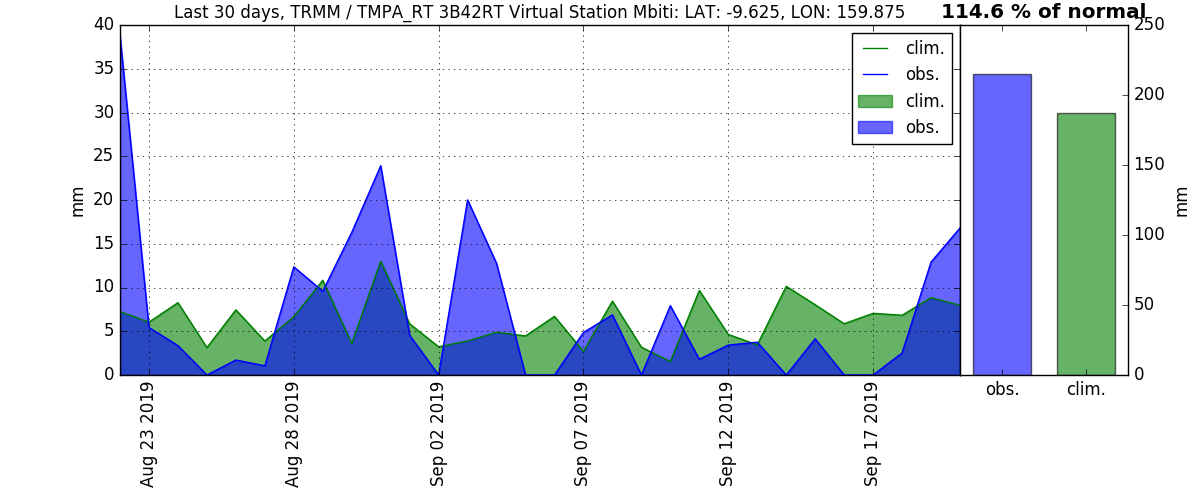 Last 30 days, TRMM / TMPA_RT 3B42RT Virtual Station Mbiti: LAT: -9.625, LON: 159.875
114.6 % of normal
40
35
30
25
20
15
10
5
0
mm
clim.
obs.
clim.
obs.
250
200
150
100
50
0
mm
obs.
clim.
Aug 23 2019
Aug 28 2019
Sep 02 2019
Sep 07 2019
Sep 12 2019
Sep 17 2019